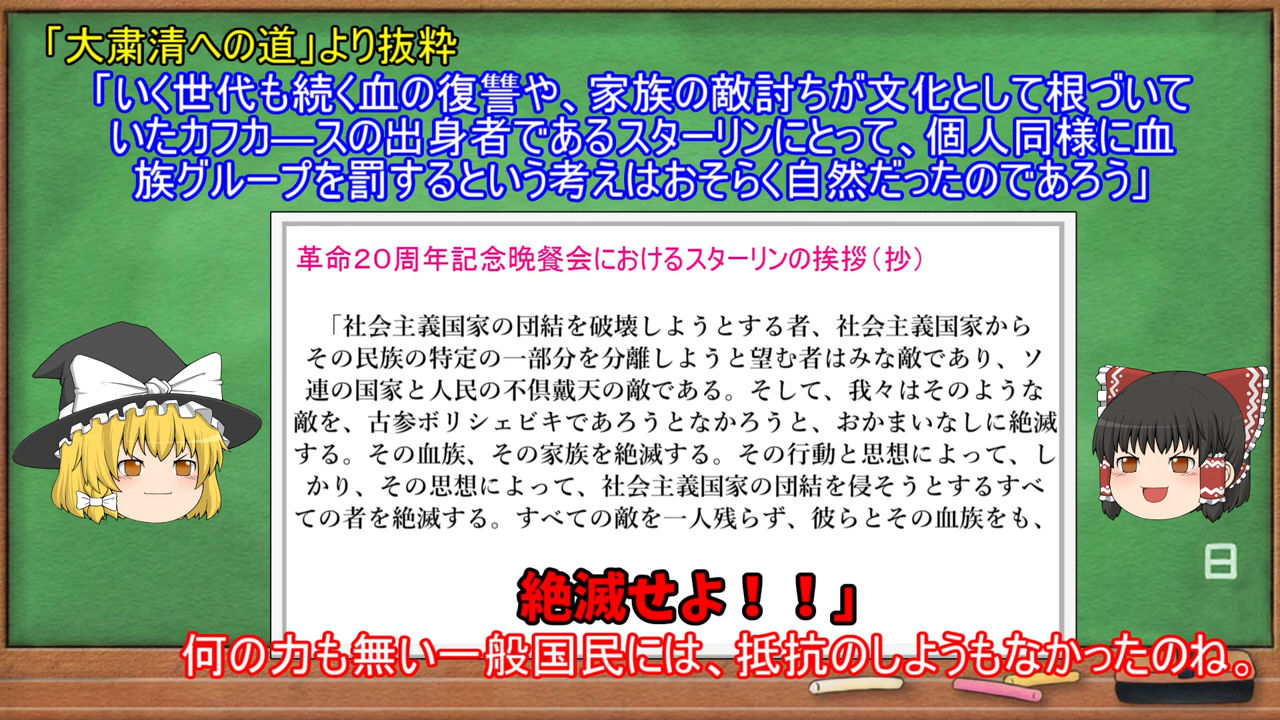 「大粛清への道」より抜粋
「いく世代も続く血の復讐や、家族の敵討ちが文化として根づいて
いたカフカ―スの出身者であるスターリンにとって、個人同様に血
族グループを罰するという考えはおそらく自然だったのであろう」
革命２０周年記念晩餐会におけるスターリンの挨拶（抄）
「社会主義国家の団結を破壊しようとする者、社会主義国家から
その民族の特定の一部分を分離しようと望む者はみな敵であり、ソ
連の国家と人民の不倶戴天の敵である。そして、我々はそのような
敵を、古参ボリシェビキであろうとなかろうと、おかまいなしに絶滅
する。その血族、その家族を絶滅する。その行動と思想によって、し
かり、その思想によって、社会主義国家の団結を侵そうとするすべ
ての者を絶滅する。すべての敵を一人残らず、彼らとその血族をも、
絶滅せよ！！」
日
何の力も無い一般国民には、抵抗のしようもなかったのね。